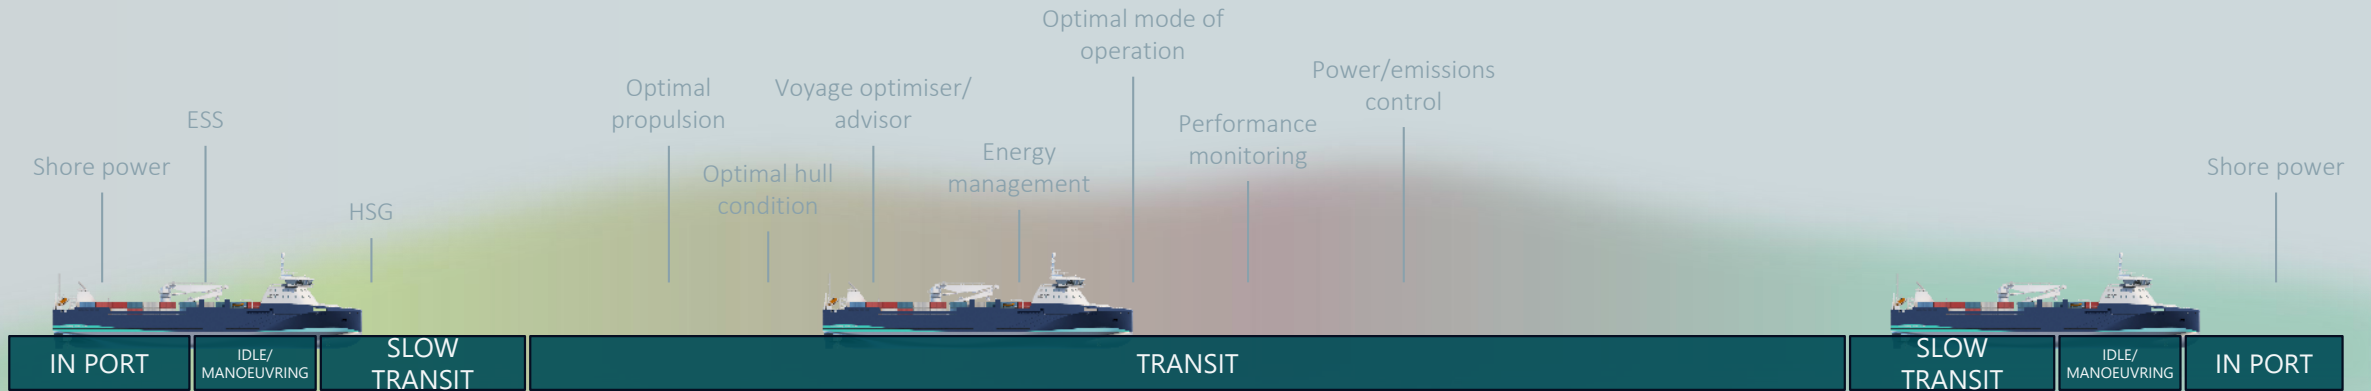 Shore power
ESS
HSG
Optimal
propulsion
Optimal hull
condition
Voyage optimiser/
advisor
Energy
management
Optimal mode of
operation
Performance
monitoring
Power/emissions
control
Shore power
IN PORT
IDLE/
MANOEUVRING
SLOW
TRANSIT
TRANSIT
SLOW
TRANSIT
IDLE/
MANOEUVRING
IN PORT